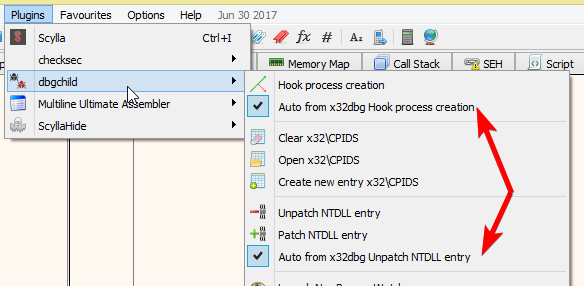 Plugins Favourites Options Help Jun 30 2017
Scylla Ctrl+I
checksec
dbgchild
Multiline Ultimate Assembler
ScyllaHide
Memory Map Call Stack SEH Script
Hook process creation
Auto from x32dbg Hook process creation
Clear x32\CPIDS
Open x32\CPIDS
Create new entry x32\CPIDS
Unpatch NTDLL entry
Patch NTDLL entry
Auto from x32dbg Unpatch NTDLL entry